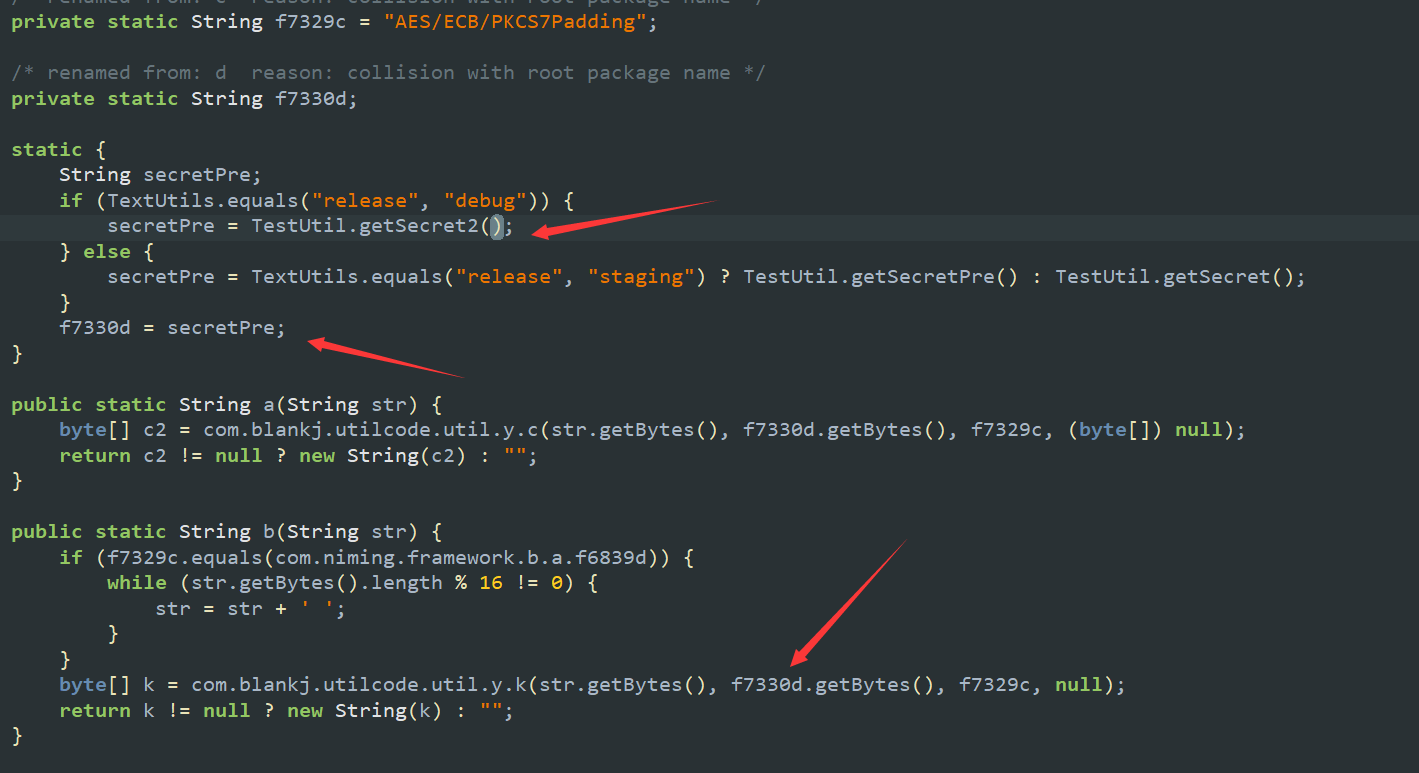 /* renamed from: c  reason: collision with root package name */
private static String f7329c = "AES/ECB/PKCS7Padding";
/* renamed from: d  reason: collision with root package name */
private static String f7330d;
static {
String secretPre;
if (TextUtils.equals("release", "debug")) {
secretPre = TestUtil.getSecret2();
} else {
secretPre = TextUtils.equals("release", "staging") ? TestUtil.getSecretPre() : TestUtil.getSecret();
}
f7330d = secretPre;
}
public static String a(String str) {
byte[] c2 = com.blankj.utilcode.util.y.c(str.getBytes(), f7330d.getBytes(), f7329c, (byte[]) null);
return c2 != null ? new String(c2) : "";
}
public static String b(String str) {
if (f7329c.equals(com.niming.framework.b.a.f6839d)) {
while (str.getBytes().length % 16 != 0) {
str = str + ' ';
}
}
byte[] k = com.blankj.utilcode.util.y.k(str.getBytes(), f7330d.getBytes(), f7329c, null);
return k != null ? new String(k) : "";
}